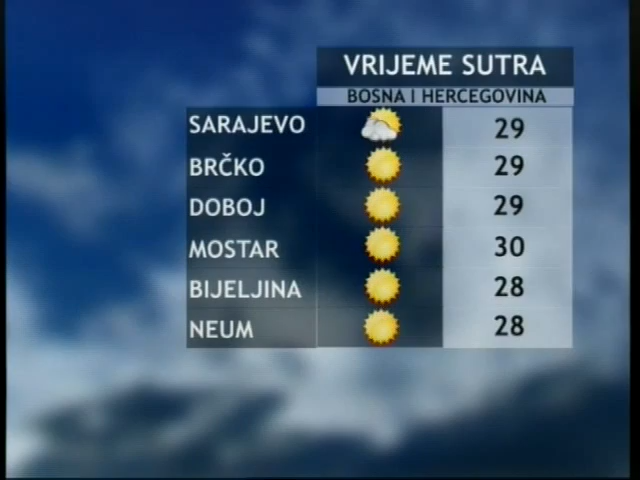 VRIJEME SUTRA
BOSNA I HERCEGOVINA
SARAJEVO 29
BRČKO 29
DOBOJ 29
MOSTAR 30
BIJELJINA 28
NEUM 28